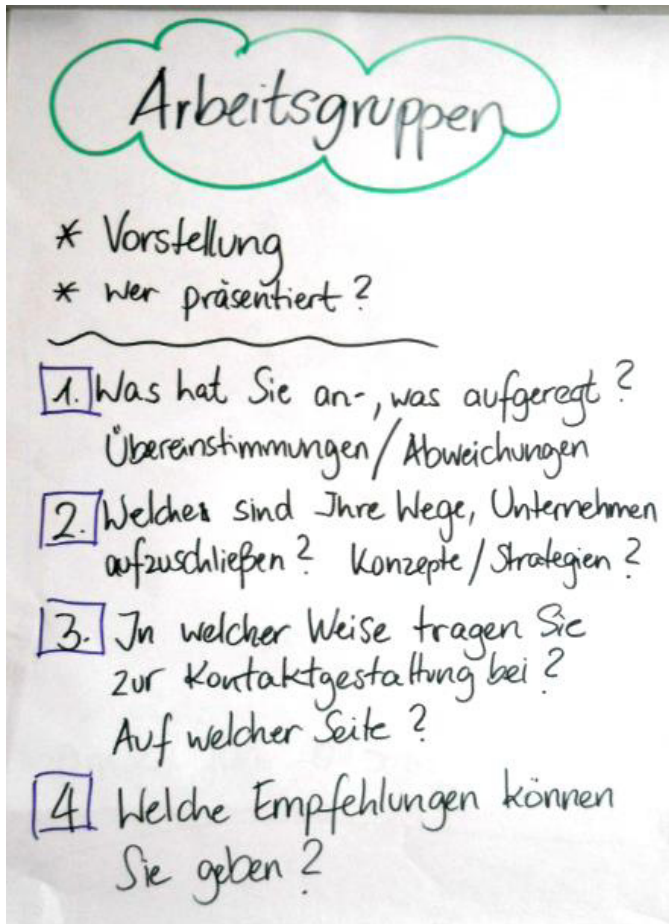 Arbeitsgruppen
* Vorstellung
* Wer präsentiert?
1. Was hat Sie an-, was aufgeregt?
Übereinstimmungen / Abweichungen
2. Welches sind Ihre Wege, Unternehmen
aufzuschließen? Konzepte / Strategien?
3. In welcher Weise tragen Sie
zur Kontaktgestaltung bei?
Auf welcher Seite?
4 Welche Empfehlungen können
Sie geben?